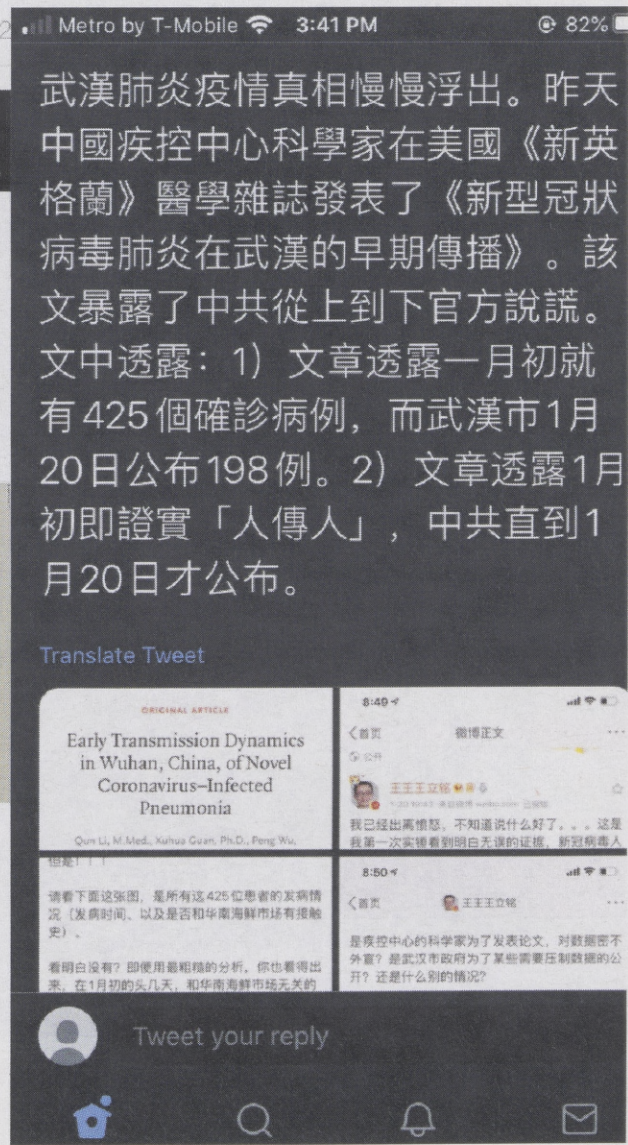 Metro by T-Mobile 3:41 PM 82%
武漢肺炎疫情真相慢慢浮出。昨天
中國疾控中心科學家在美國《新英
格蘭》醫學雜誌發表了《新型冠狀
病毒肺炎在武漢的早期傳播》。該
文暴露了中共從上到下官方說謊。
文中透露：1）文章透露一月初就
有425個確診病例，而武漢市1月
20日公布198例。2）文章透露1月
初即證實「人傳人」，中共直到1
月20日才公布。
Translate Tweet
ORIGINAL ARTICLE
Early Transmission Dynamics
in Wuhan, China, of Novel
Coronavirus–Infected
Pneumonia
Qun Li, M.Med., Xuhua Guan, Ph.D., Peng Wu,
8:49
首页 微博正文
公开
王王王立铭
我已经出离愤怒，不知道说什么好了。。。这是
我第一次实锤看到明白无误的证据，新冠病毒人
但是！！！
请看下面这张图，是所有这425位患者的发病情
况（发病时间、以及是否和华南海鲜市场有接触
史）。
看明白没有？即使用最粗糙的分析，你也看得出
来，在1月初的头几天，和华南海鲜市场无关的
8:50
首页 王王王立铭
是疾控中心的科学家为了发表论文，对数据密不
外宣？是武汉市政府为了某些需要压制数据的公
开？还是什么别的情况？
Tweet your reply